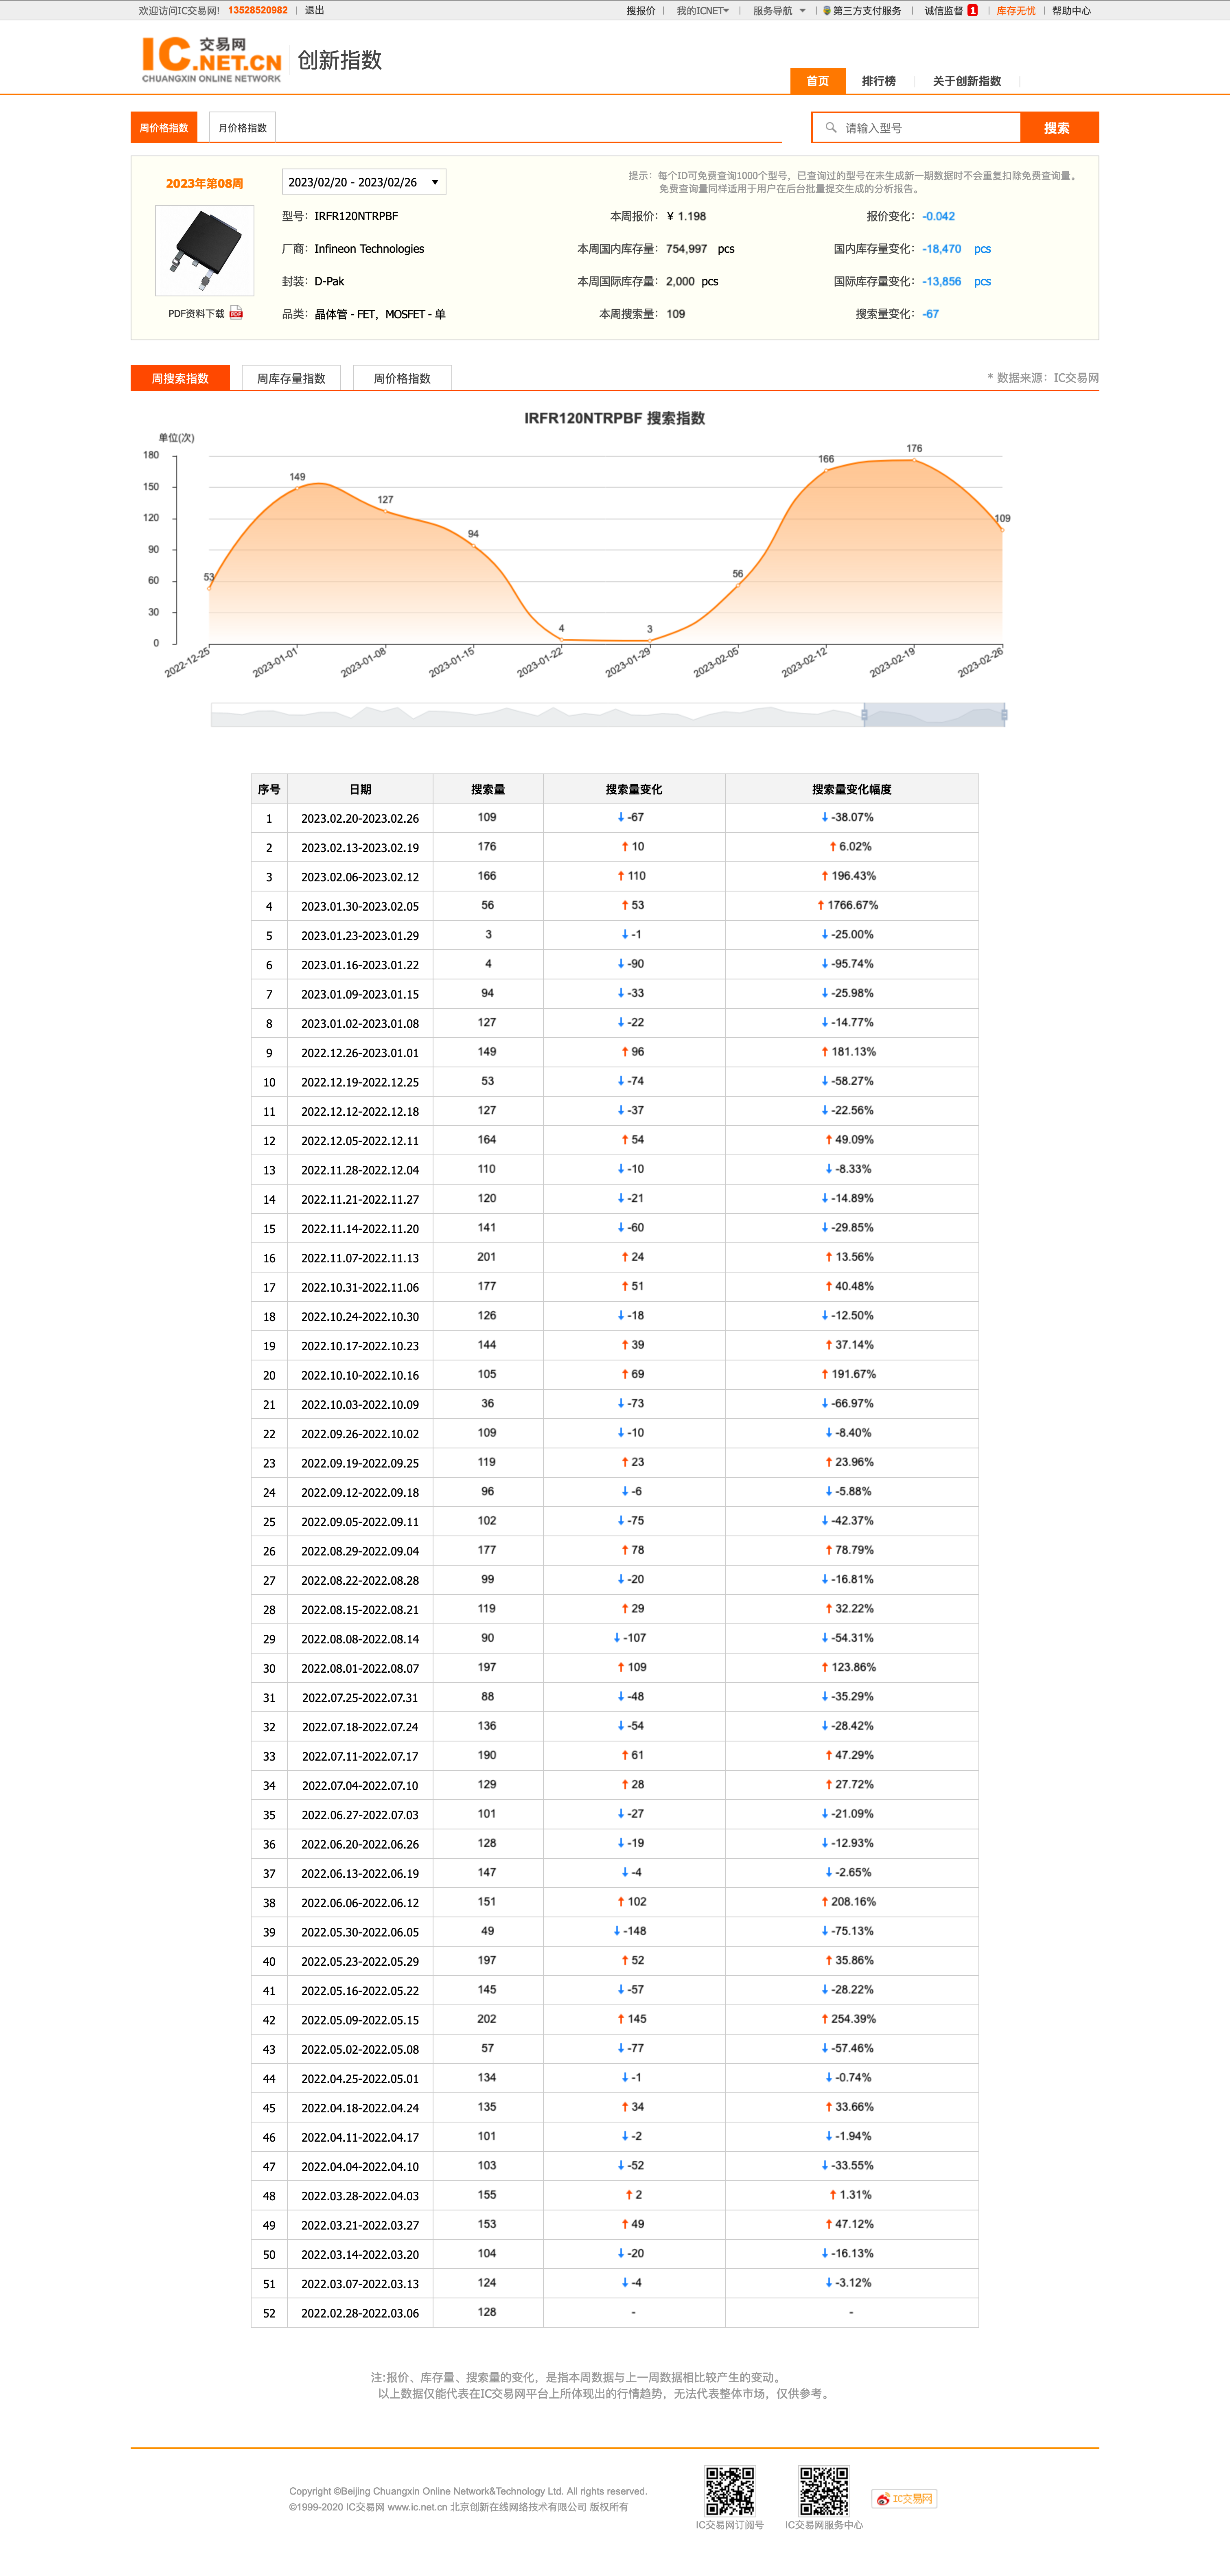 欢迎访问IC交易网! 13528520982 | 退出 搜报价 | 我的ICNET | 服务导航 | 第三方支付服务 | 诚信监督 1 | 库存无忧 | 帮助中心
IC 交易网
.NET.CN
CHUANGXIN ONLINE NETWORK
创新指数
首页 排行榜 关于创新指数
周价格指数 月价格指数 请输入型号 搜索
2023年第08周 2023/02/20 - 2023/02/26
提示：每个ID可免费查询1000个型号，已查询过的型号在未生成新一期数据时不会重复扣除免费查询量。
免费查询量同样适用于用户在后台批量提交生成的分析报告。
型号：IRFR120NTRPBF 本周报价：¥ 1.198 报价变化：-0.042
厂商：Infineon Technologies 本周国内库存量：754,997 pcs 国内库存量变化：-18,470 pcs
封装：D-Pak 本周国际库存量：2,000 pcs 国际库存量变化：-13,856 pcs
PDF资料下载 品类：晶体管 - FET，MOSFET - 单 本周搜索量：109 搜索量变化：-67
周搜索指数 周库存量指数 周价格指数 * 数据来源：IC交易网
IRFR120NTRPBF 搜索指数
单位(次)
180
150
120
90
60
30
0
53
149
127
94
4
3
56
166
176
109
2022-12-25 2023-01-01 2023-01-08 2023-01-15 2023-01-22 2023-01-29 2023-02-05 2023-02-12 2023-02-19 2023-02-26
序号 日期 搜索量 搜索量变化 搜索量变化幅度
1 2023.02.20-2023.02.26 109 ↓ -67 ↓ -38.07%
2 2023.02.13-2023.02.19 176 ↑ 10 ↑ 6.02%
3 2023.02.06-2023.02.12 166 ↑ 110 ↑ 196.43%
4 2023.01.30-2023.02.05 56 ↑ 53 ↑ 1766.67%
5 2023.01.23-2023.01.29 3 ↓ -1 ↓ -25.00%
6 2023.01.16-2023.01.22 4 ↓ -90 ↓ -95.74%
7 2023.01.09-2023.01.15 94 ↓ -33 ↓ -25.98%
8 2023.01.02-2023.01.08 127 ↓ -22 ↓ -14.77%
9 2022.12.26-2023.01.01 149 ↑ 96 ↑ 181.13%
10 2022.12.19-2022.12.25 53 ↓ -74 ↓ -58.27%
11 2022.12.12-2022.12.18 127 ↓ -37 ↓ -22.56%
12 2022.12.05-2022.12.11 164 ↑ 54 ↑ 49.09%
13 2022.11.28-2022.12.04 110 ↓ -10 ↓ -8.33%
14 2022.11.21-2022.11.27 120 ↓ -21 ↓ -14.89%
15 2022.11.14-2022.11.20 141 ↓ -60 ↓ -29.85%
16 2022.11.07-2022.11.13 201 ↑ 24 ↑ 13.56%
17 2022.10.31-2022.11.06 177 ↑ 51 ↑ 40.48%
18 2022.10.24-2022.10.30 126 ↓ -18 ↓ -12.50%
19 2022.10.17-2022.10.23 144 ↑ 39 ↑ 37.14%
20 2022.10.10-2022.10.16 105 ↑ 69 ↑ 191.67%
21 2022.10.03-2022.10.09 36 ↓ -73 ↓ -66.97%
22 2022.09.26-2022.10.02 109 ↓ -10 ↓ -8.40%
23 2022.09.19-2022.09.25 119 ↑ 23 ↑ 23.96%
24 2022.09.12-2022.09.18 96 ↓ -6 ↓ -5.88%
25 2022.09.05-2022.09.11 102 ↓ -75 ↓ -42.37%
26 2022.08.29-2022.09.04 177 ↑ 78 ↑ 78.79%
27 2022.08.22-2022.08.28 99 ↓ -20 ↓ -16.81%
28 2022.08.15-2022.08.21 119 ↑ 29 ↑ 32.22%
29 2022.08.08-2022.08.14 90 ↓ -107 ↓ -54.31%
30 2022.08.01-2022.08.07 197 ↑ 109 ↑ 123.86%
31 2022.07.25-2022.07.31 88 ↓ -48 ↓ -35.29%
32 2022.07.18-2022.07.24 136 ↓ -54 ↓ -28.42%
33 2022.07.11-2022.07.17 190 ↑ 61 ↑ 47.29%
34 2022.07.04-2022.07.10 129 ↑ 28 ↑ 27.72%
35 2022.06.27-2022.07.03 101 ↓ -27 ↓ -21.09%
36 2022.06.20-2022.06.26 128 ↓ -19 ↓ -12.93%
37 2022.06.13-2022.06.19 147 ↓ -4 ↓ -2.65%
38 2022.06.06-2022.06.12 151 ↑ 102 ↑ 208.16%
39 2022.05.30-2022.06.05 49 ↓ -148 ↓ -75.13%
40 2022.05.23-2022.05.29 197 ↑ 52 ↑ 35.86%
41 2022.05.16-2022.05.22 145 ↓ -57 ↓ -28.22%
42 2022.05.09-2022.05.15 202 ↑ 145 ↑ 254.39%
43 2022.05.02-2022.05.08 57 ↓ -77 ↓ -57.46%
44 2022.04.25-2022.05.01 134 ↓ -1 ↓ -0.74%
45 2022.04.18-2022.04.24 135 ↑ 34 ↑ 33.66%
46 2022.04.11-2022.04.17 101 ↓ -2 ↓ -1.94%
47 2022.04.04-2022.04.10 103 ↓ -52 ↓ -33.55%
48 2022.03.28-2022.04.03 155 ↑ 2 ↑ 1.31%
49 2022.03.21-2022.03.27 153 ↑ 49 ↑ 47.12%
50 2022.03.14-2022.03.20 104 ↓ -20 ↓ -16.13%
51 2022.03.07-2022.03.13 124 ↓ -4 ↓ -3.12%
52 2022.02.28-2022.03.06 128 - -
注:报价、库存量、搜索量的变化，是指本周数据与上一周数据相比较产生的变动。
以上数据仅能代表在IC交易网平台上所体现出的行情趋势，无法代表整体市场，仅供参考。
Copyright ©Beijing Chuangxin Online Network&Technology Ltd. All rights reserved.
©1999-2020 IC交易网 www.ic.net.cn 北京创新在线网络技术有限公司 版权所有
IC交易网订阅号 IC交易网服务中心 IC交易网